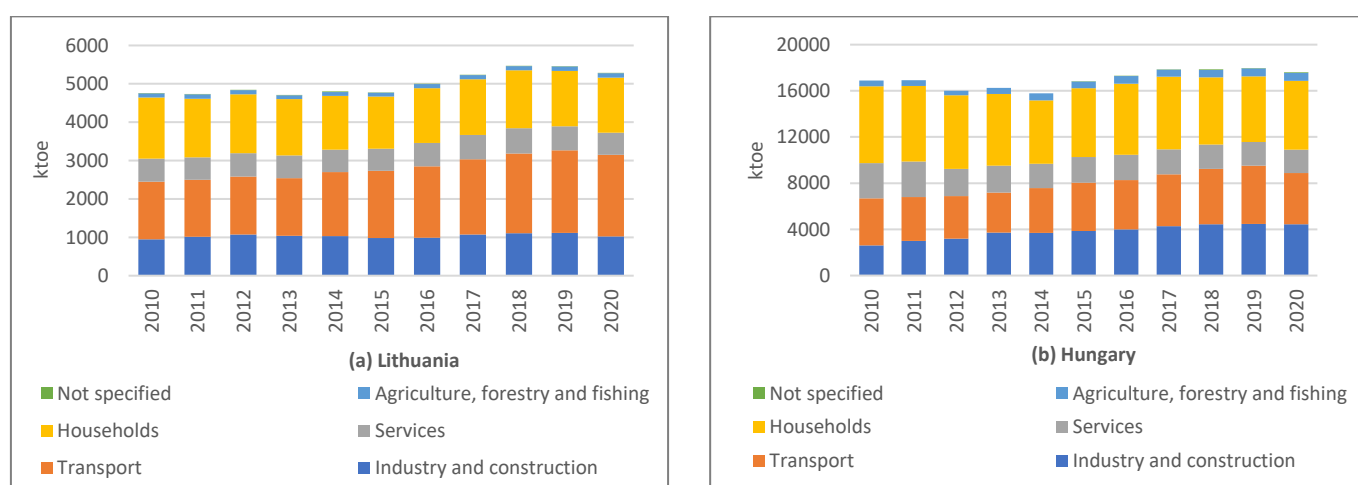 6000
5000
4000
3000
2000
1000
0
ktoe
2010
2011
2012
2013
2014
2015
2016
2017
2018
2019
2020
(a) Lithuania
Not specified
Agriculture, forestry and fishing
Households
Services
Transport
Industry and construction
20000
16000
12000
8000
4000
0
ktoe
2010
2011
2012
2013
2014
2015
2016
2017
2018
2019
2020
(b) Hungary
Not specified
Agriculture, forestry and fishing
Households
Services
Transport
Industry and construction